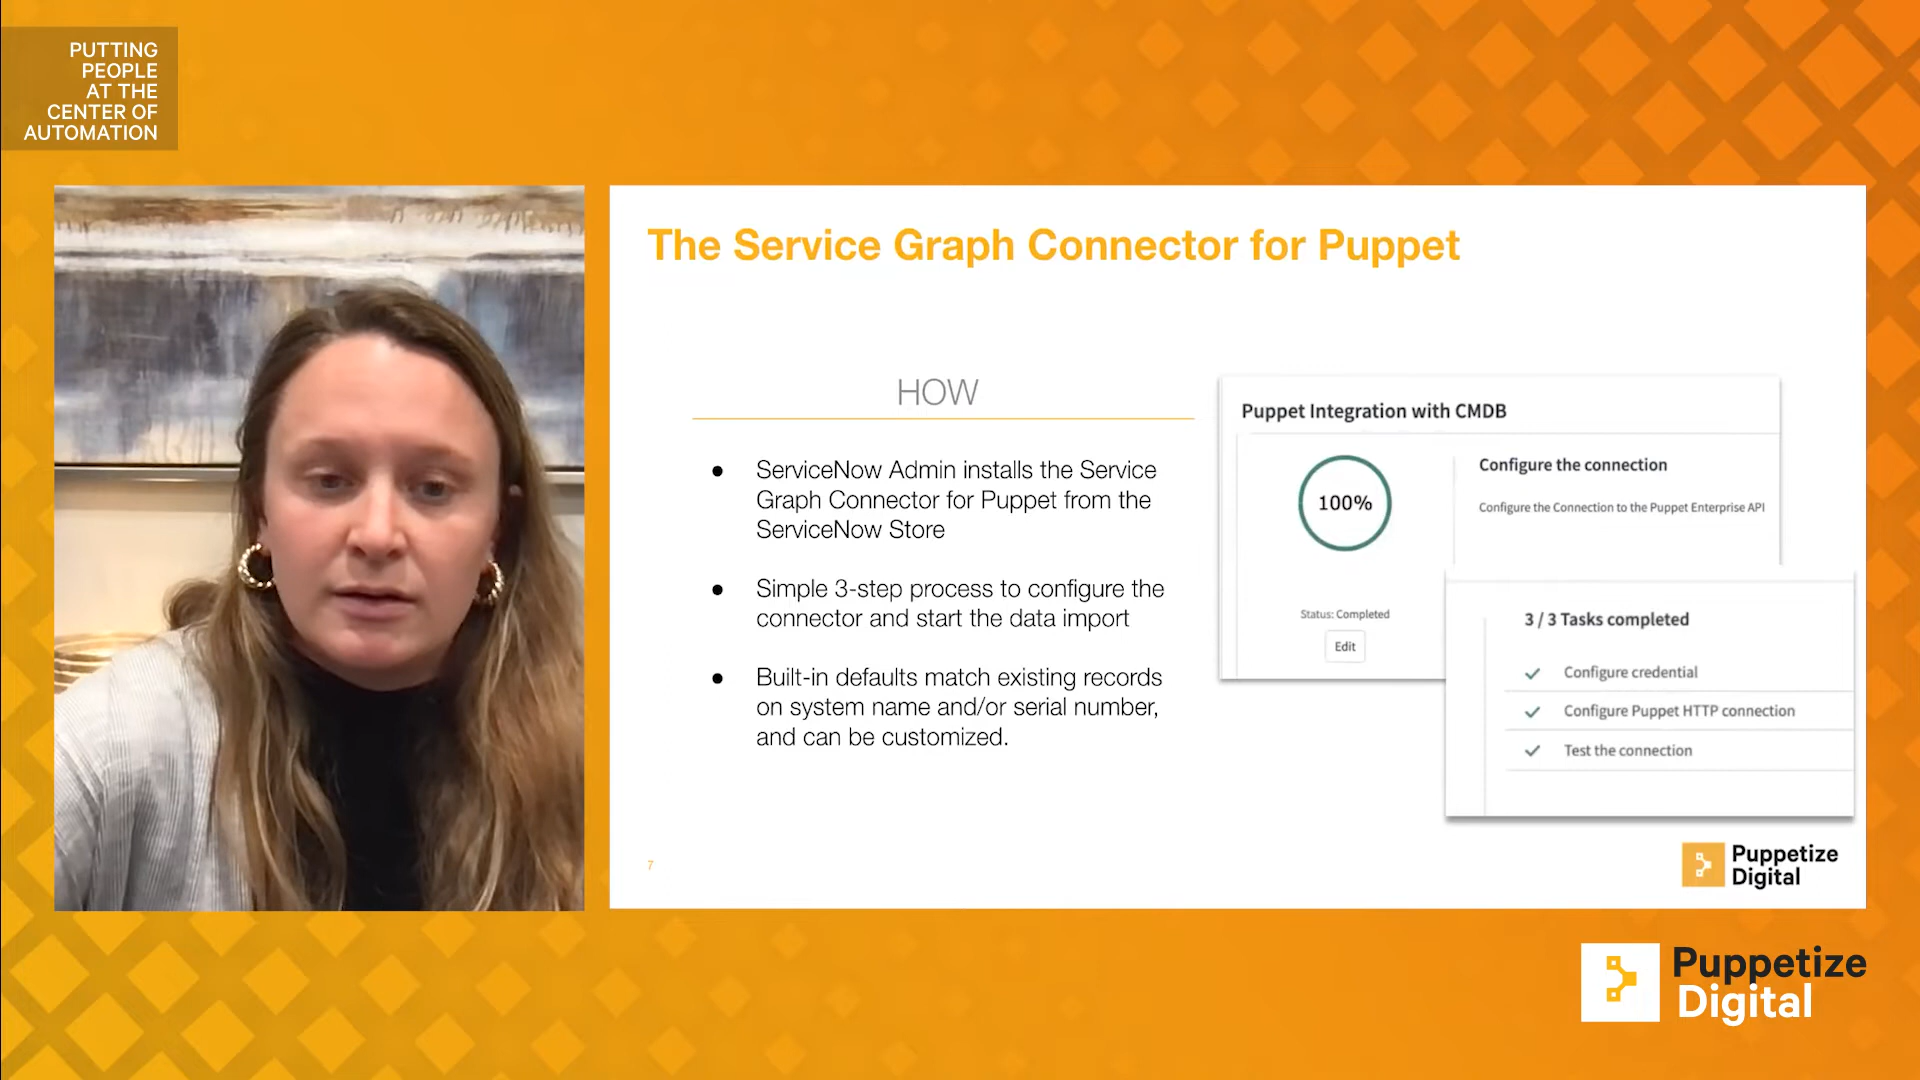 PUTTING
PEOPLE
AT THE
CENTER OF
AUTOMATION
The Service Graph Connector for Puppet
HOW
● ServiceNow Admin installs the Service
Graph Connector for Puppet from the
ServiceNow Store
● Simple 3-step process to configure the
connector and start the data import
● Built-in defaults match existing records
on system name and/or serial number,
and can be customized.
Puppet Integration with CMDB
100%
Status: Completed
Edit
Configure the connection
Configure the Connection to the Puppet Enterprise API
3 / 3 Tasks completed
Configure credential
Configure Puppet HTTP connection
Test the connection
7
Puppetize
Digital
Puppetize
Digital